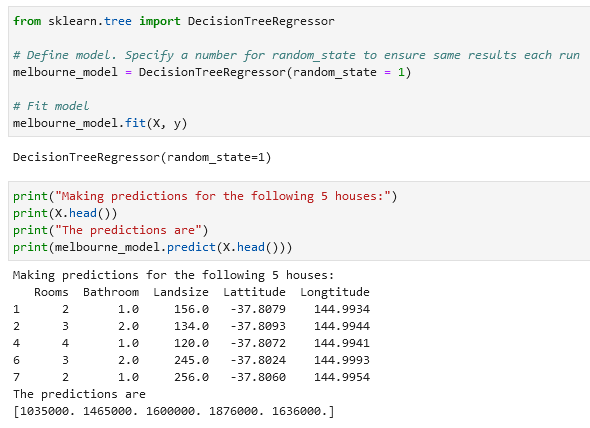 from sklearn.tree import DecisionTreeRegressor
# Define model. Specify a number for random_state to ensure same results each run
melbourne_model = DecisionTreeRegressor(random_state = 1)
# Fit model
melbourne_model.fit(X, y)
DecisionTreeRegressor(random_state=1)
print("Making predictions for the following 5 houses:")
print(X.head())
print("The predictions are")
print(melbourne_model.predict(X.head()))
Making predictions for the following 5 houses:
   Rooms  Bathroom  Landsize  Lattitude  Longtitude
1      2       1.0     156.0   -37.8079    144.9934
2      3       2.0     134.0   -37.8093    144.9944
4      4       1.0     120.0   -37.8072    144.9941
6      3       2.0     245.0   -37.8024    144.9993
7      2       1.0     256.0   -37.8060    144.9954
The predictions are
[1035000. 1465000. 1600000. 1876000. 1636000.]